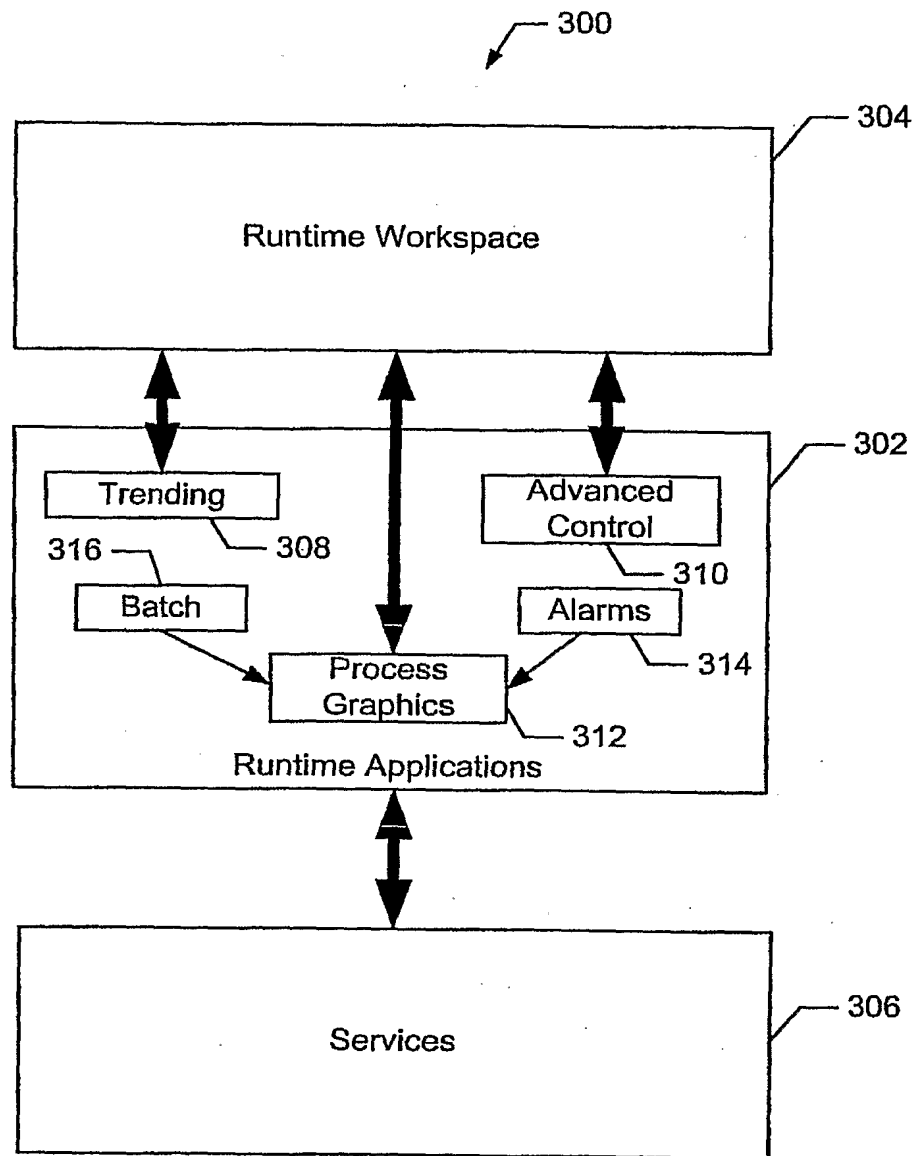 300
304
Runtime Workspace
302
Trending
308
Advanced
Control
310
316
Batch
Alarms
314
Process
Graphics
312
Runtime Applications
306
Services